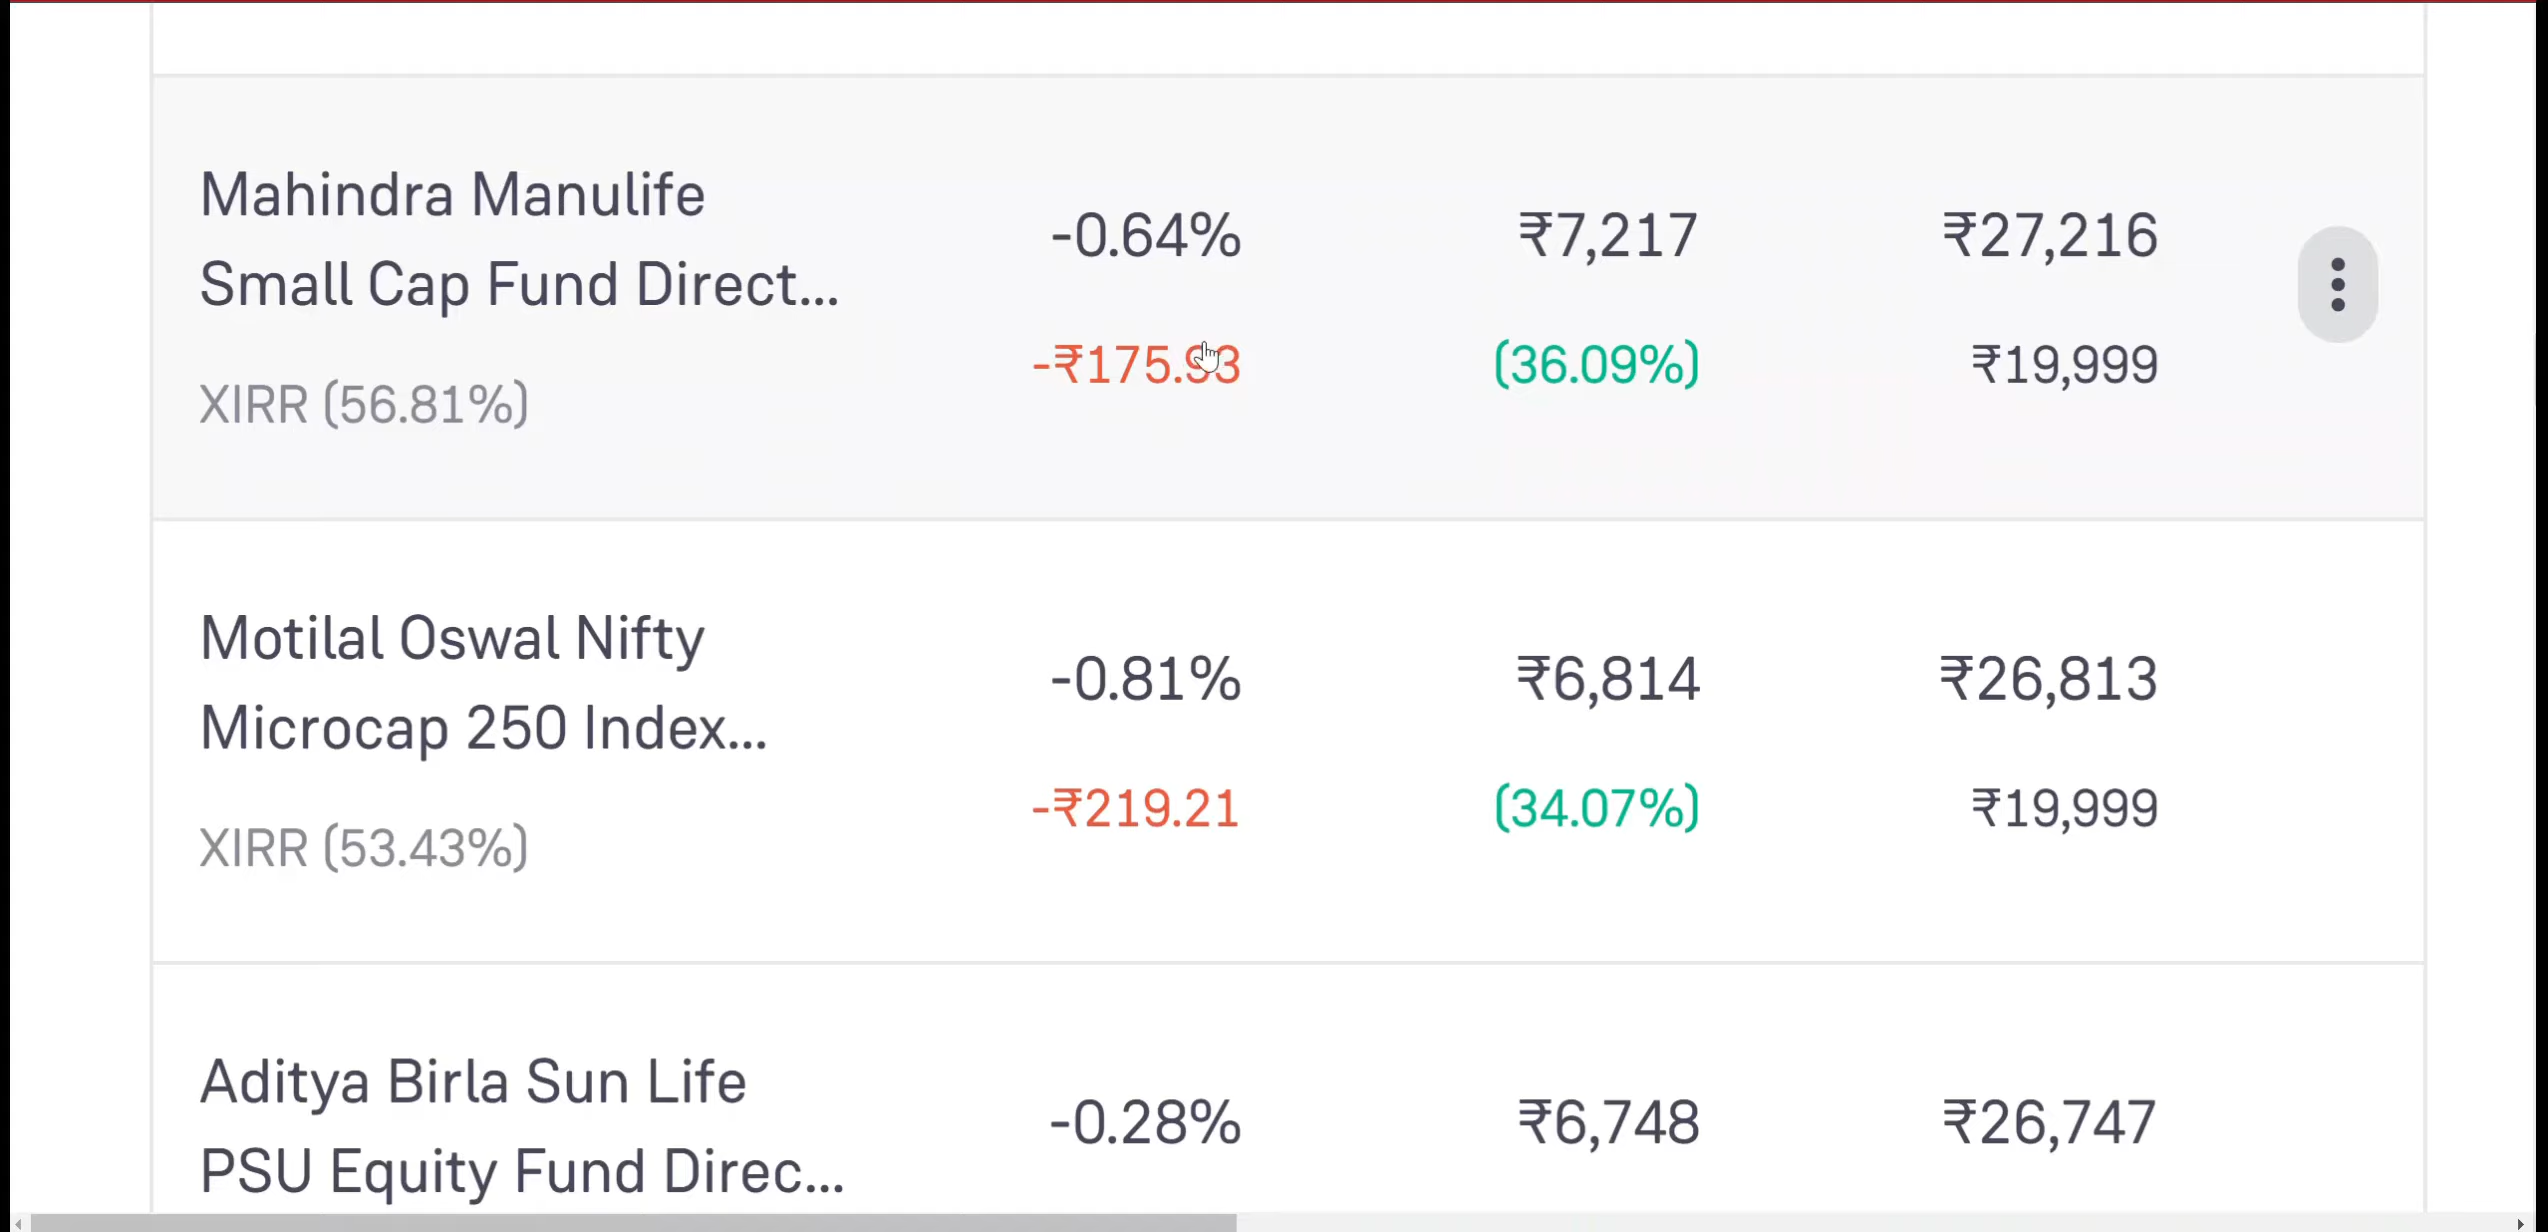 Mahindra Manulife
Small Cap Fund Direct...
XIRR (56.81%)
-0.64%
-₹175.93
₹7,217
(36.09%)
₹27,216
₹19,999
Motilal Oswal Nifty
Microcap 250 Index...
XIRR (53.43%)
-0.81%
-₹219.21
₹6,814
(34.07%)
₹26,813
₹19,999
Aditya Birla Sun Life
PSU Equity Fund Direc...
-0.28%
₹6,748
₹26,747